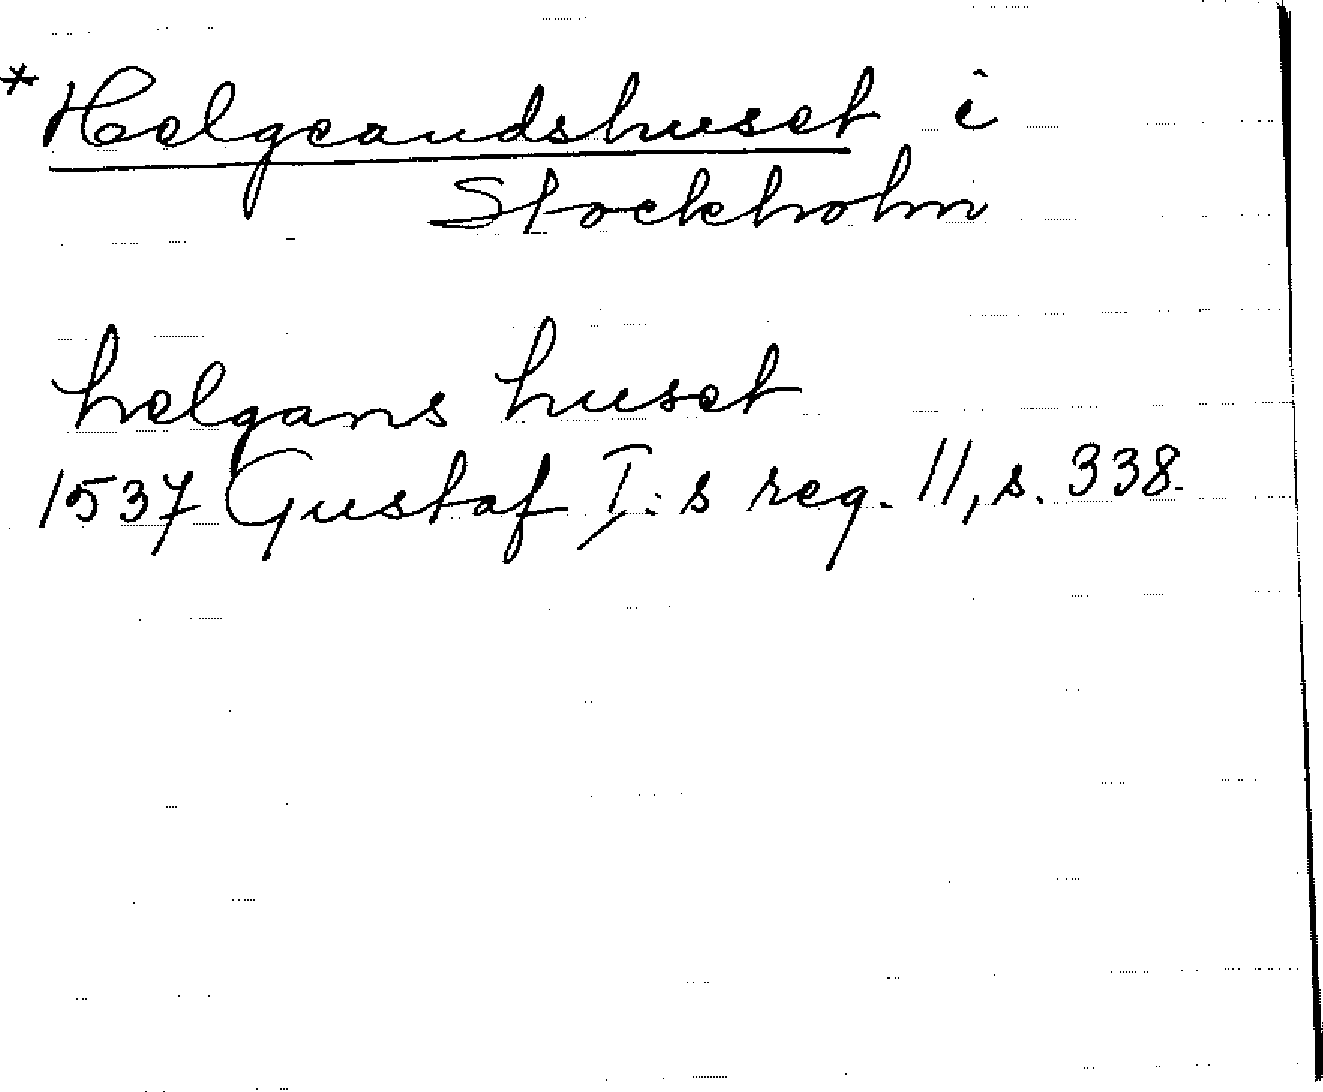 *Helgeandshuset i
Stockholm
helgans huset
1537 Gustaf I:s reg. 11, s. 338.